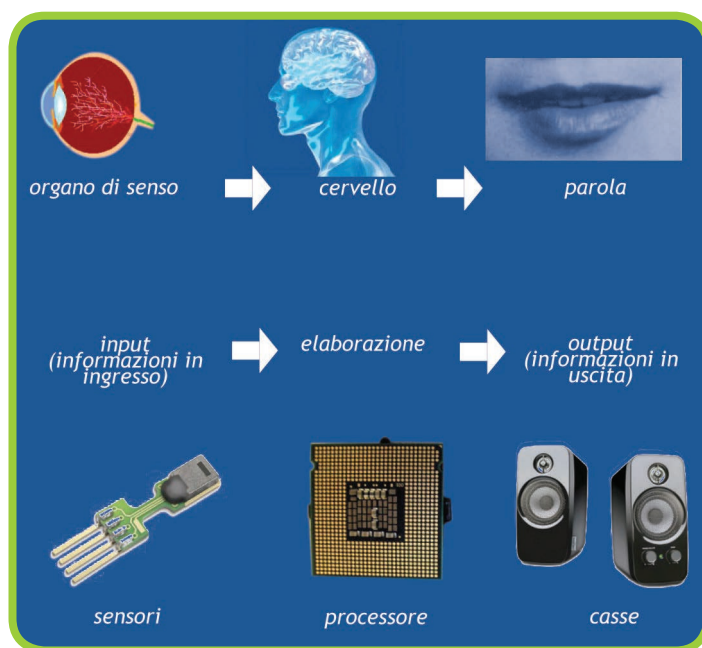 organo di senso
cervello
parola
input
(informazioni in
ingresso)
elaborazione
output
(informazioni in
uscita)
sensori
processore
casse